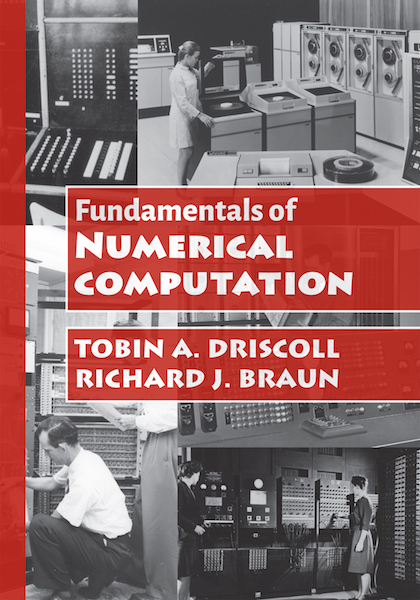 Fundamentals of
NUMERICAL
COMPUTATION
TOBIN A. DRISCOLL
RICHARD J. BRAUN